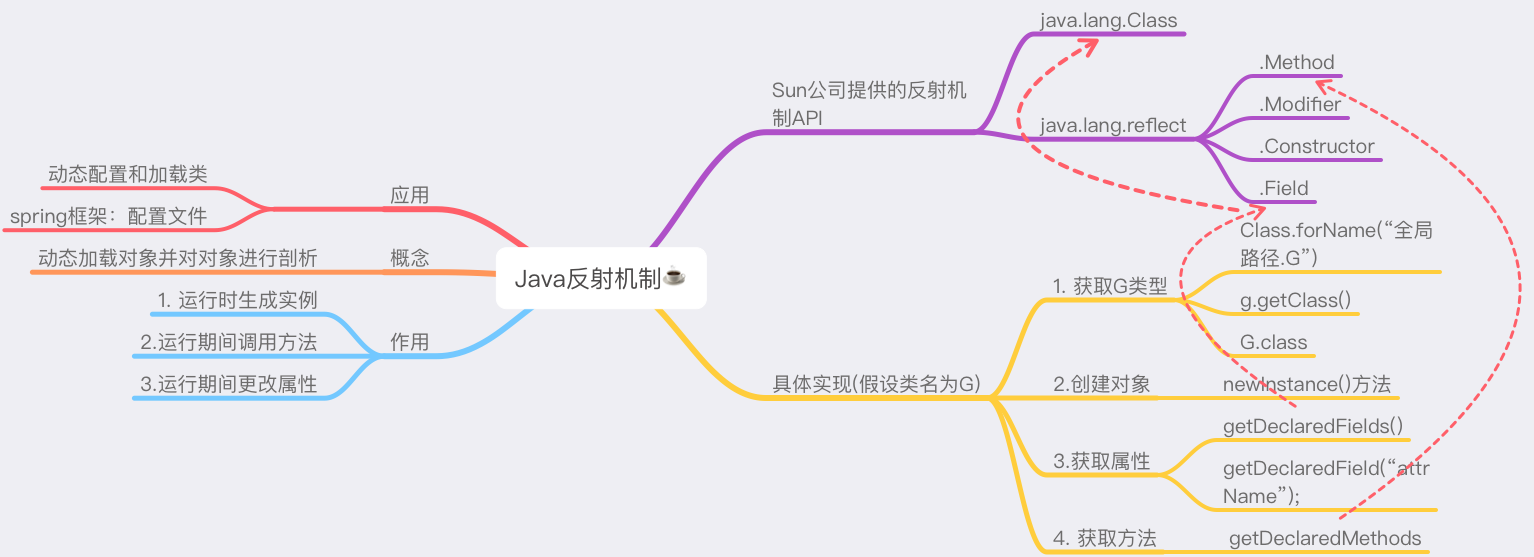 Java反射机制
Sun公司提供的反射机
制API
java.lang.Class
java.lang.reflect
.Method
.Modifier
.Constructor
.Field
具体实现(假设类名为G)
1. 获取G类型
Class.forName(“全局
路径.G”)
g.getClass()
G.class
2.创建对象
newInstance()方法
3.获取属性
getDeclaredFields()
getDeclaredField(“attr
Name”);
4. 获取方法
getDeclaredMethods
应用
动态配置和加载类
spring框架：配置文件
概念
动态加载对象并对对象进行剖析
作用
1. 运行时生成实例
2.运行期间调用方法
3.运行期间更改属性